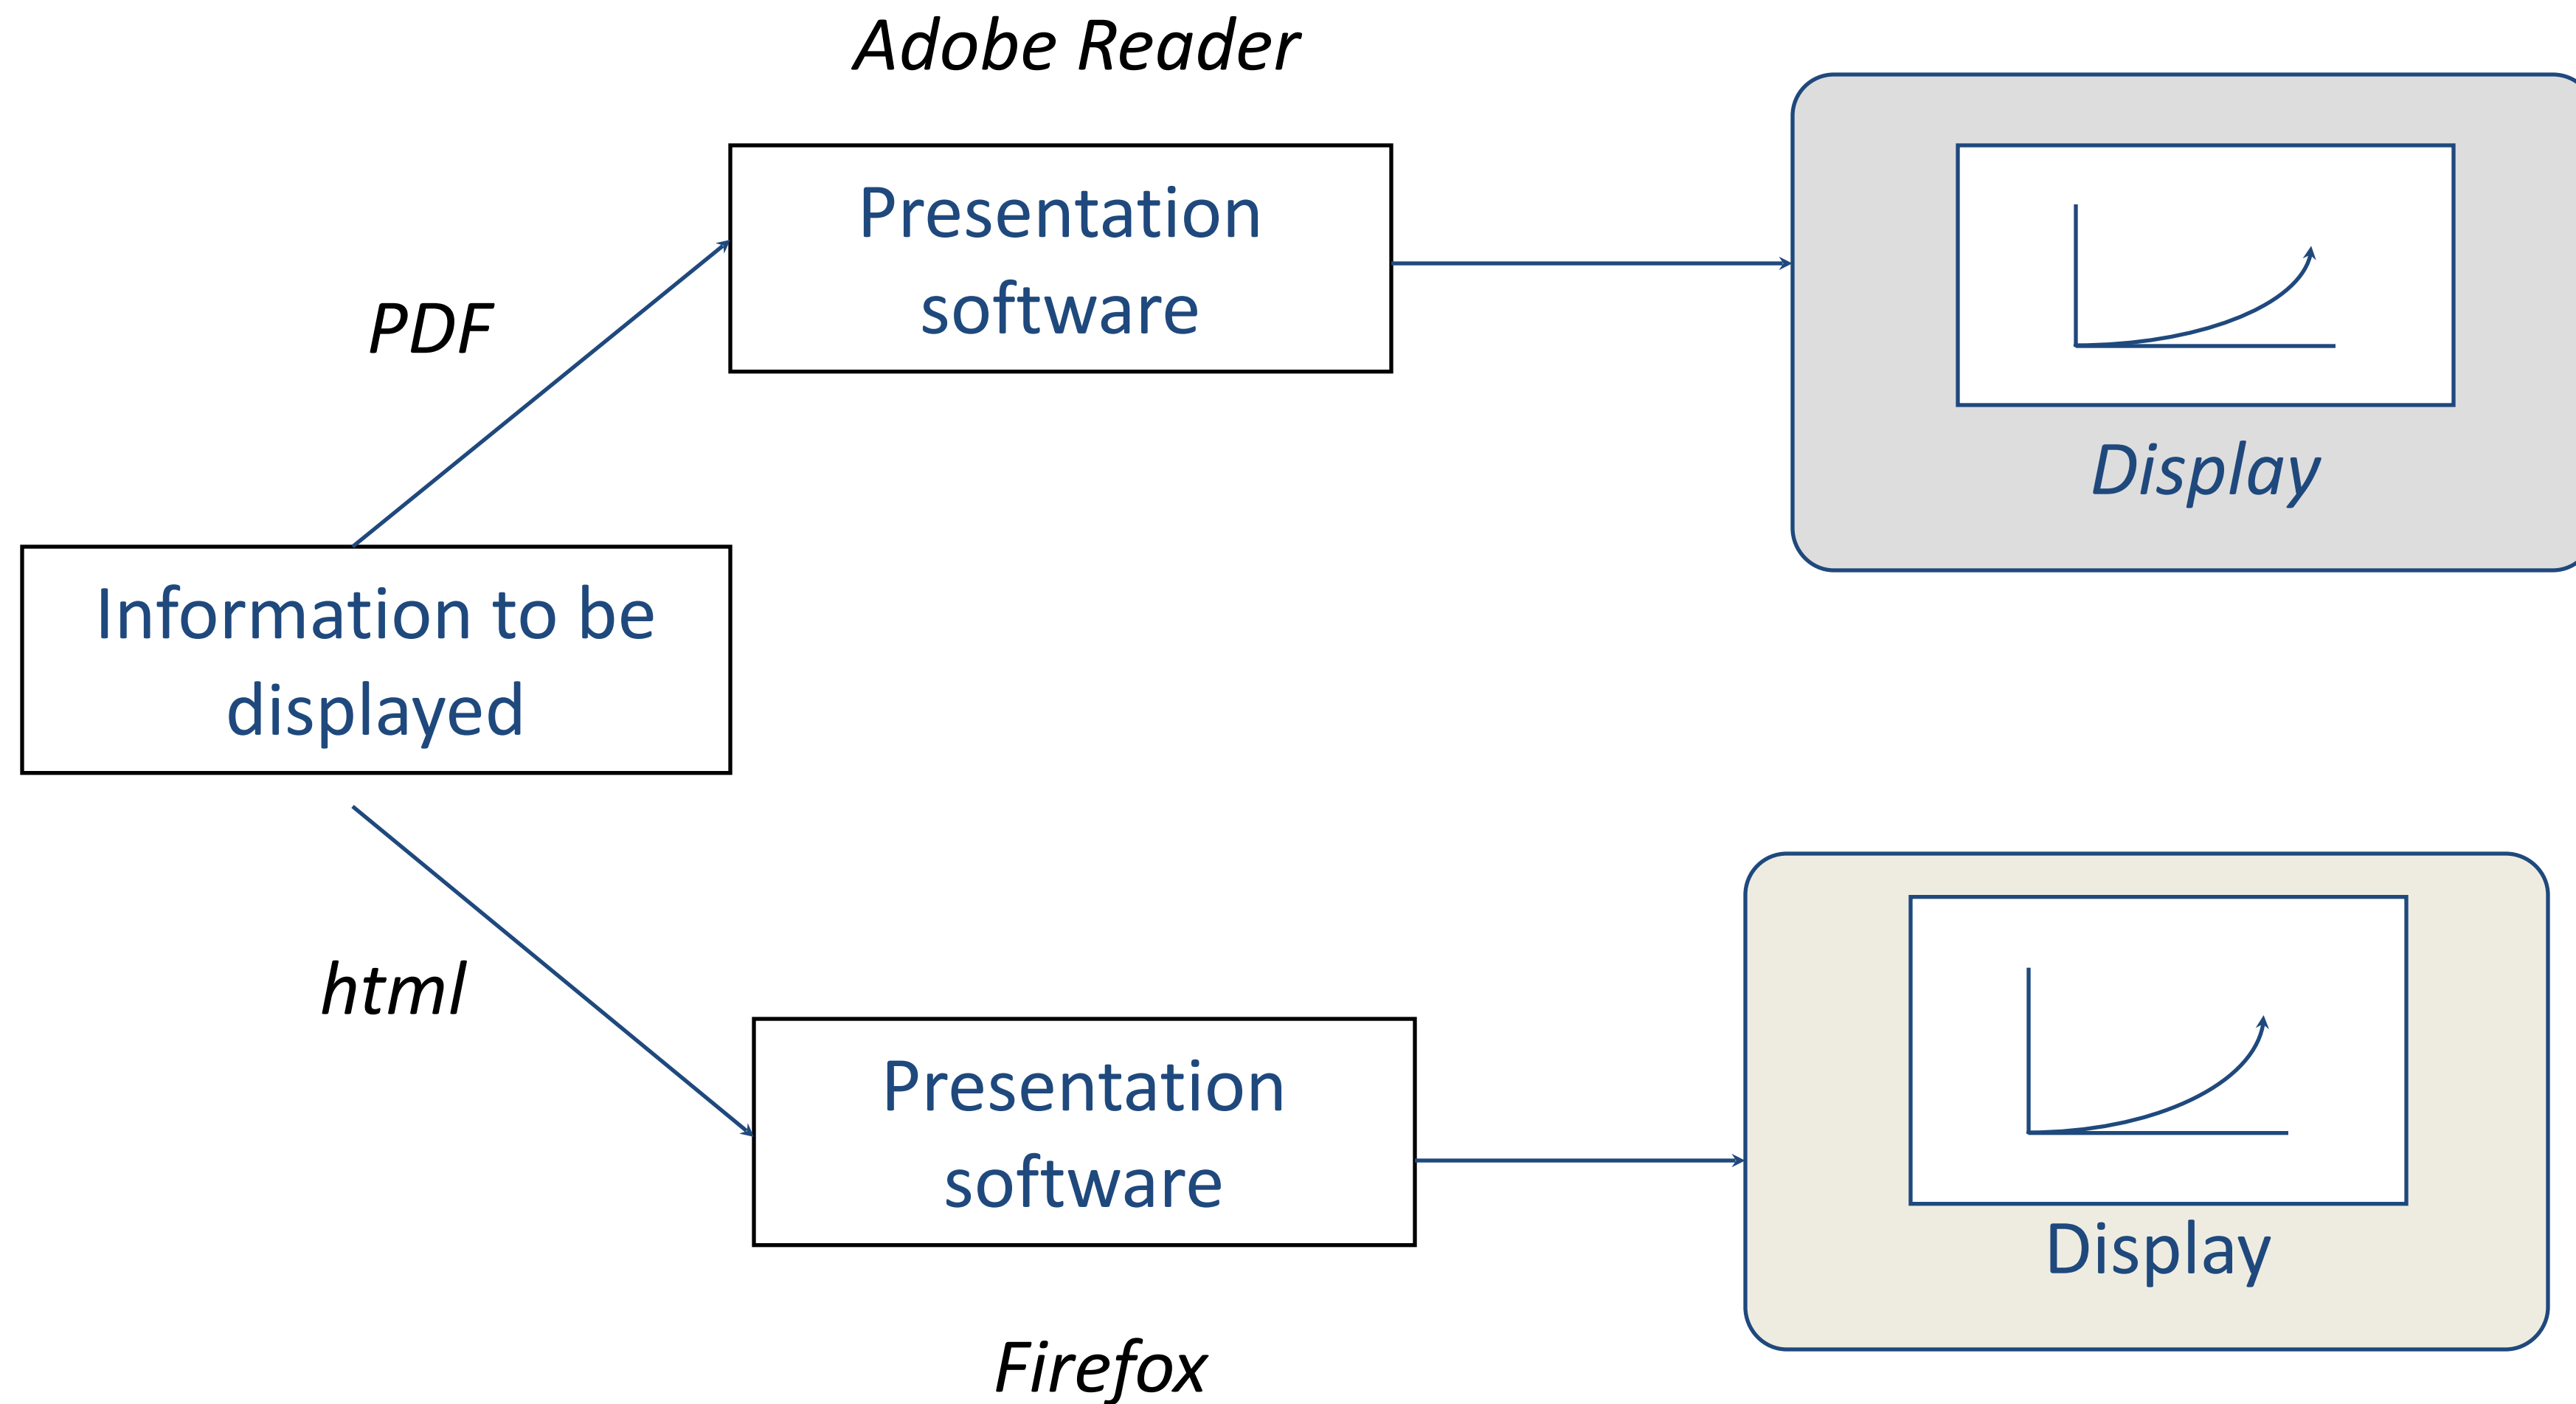 Adobe Reader
Presentation
software
PDF
Display
Information to be
displayed
html
Presentation
software
Display
Firefox